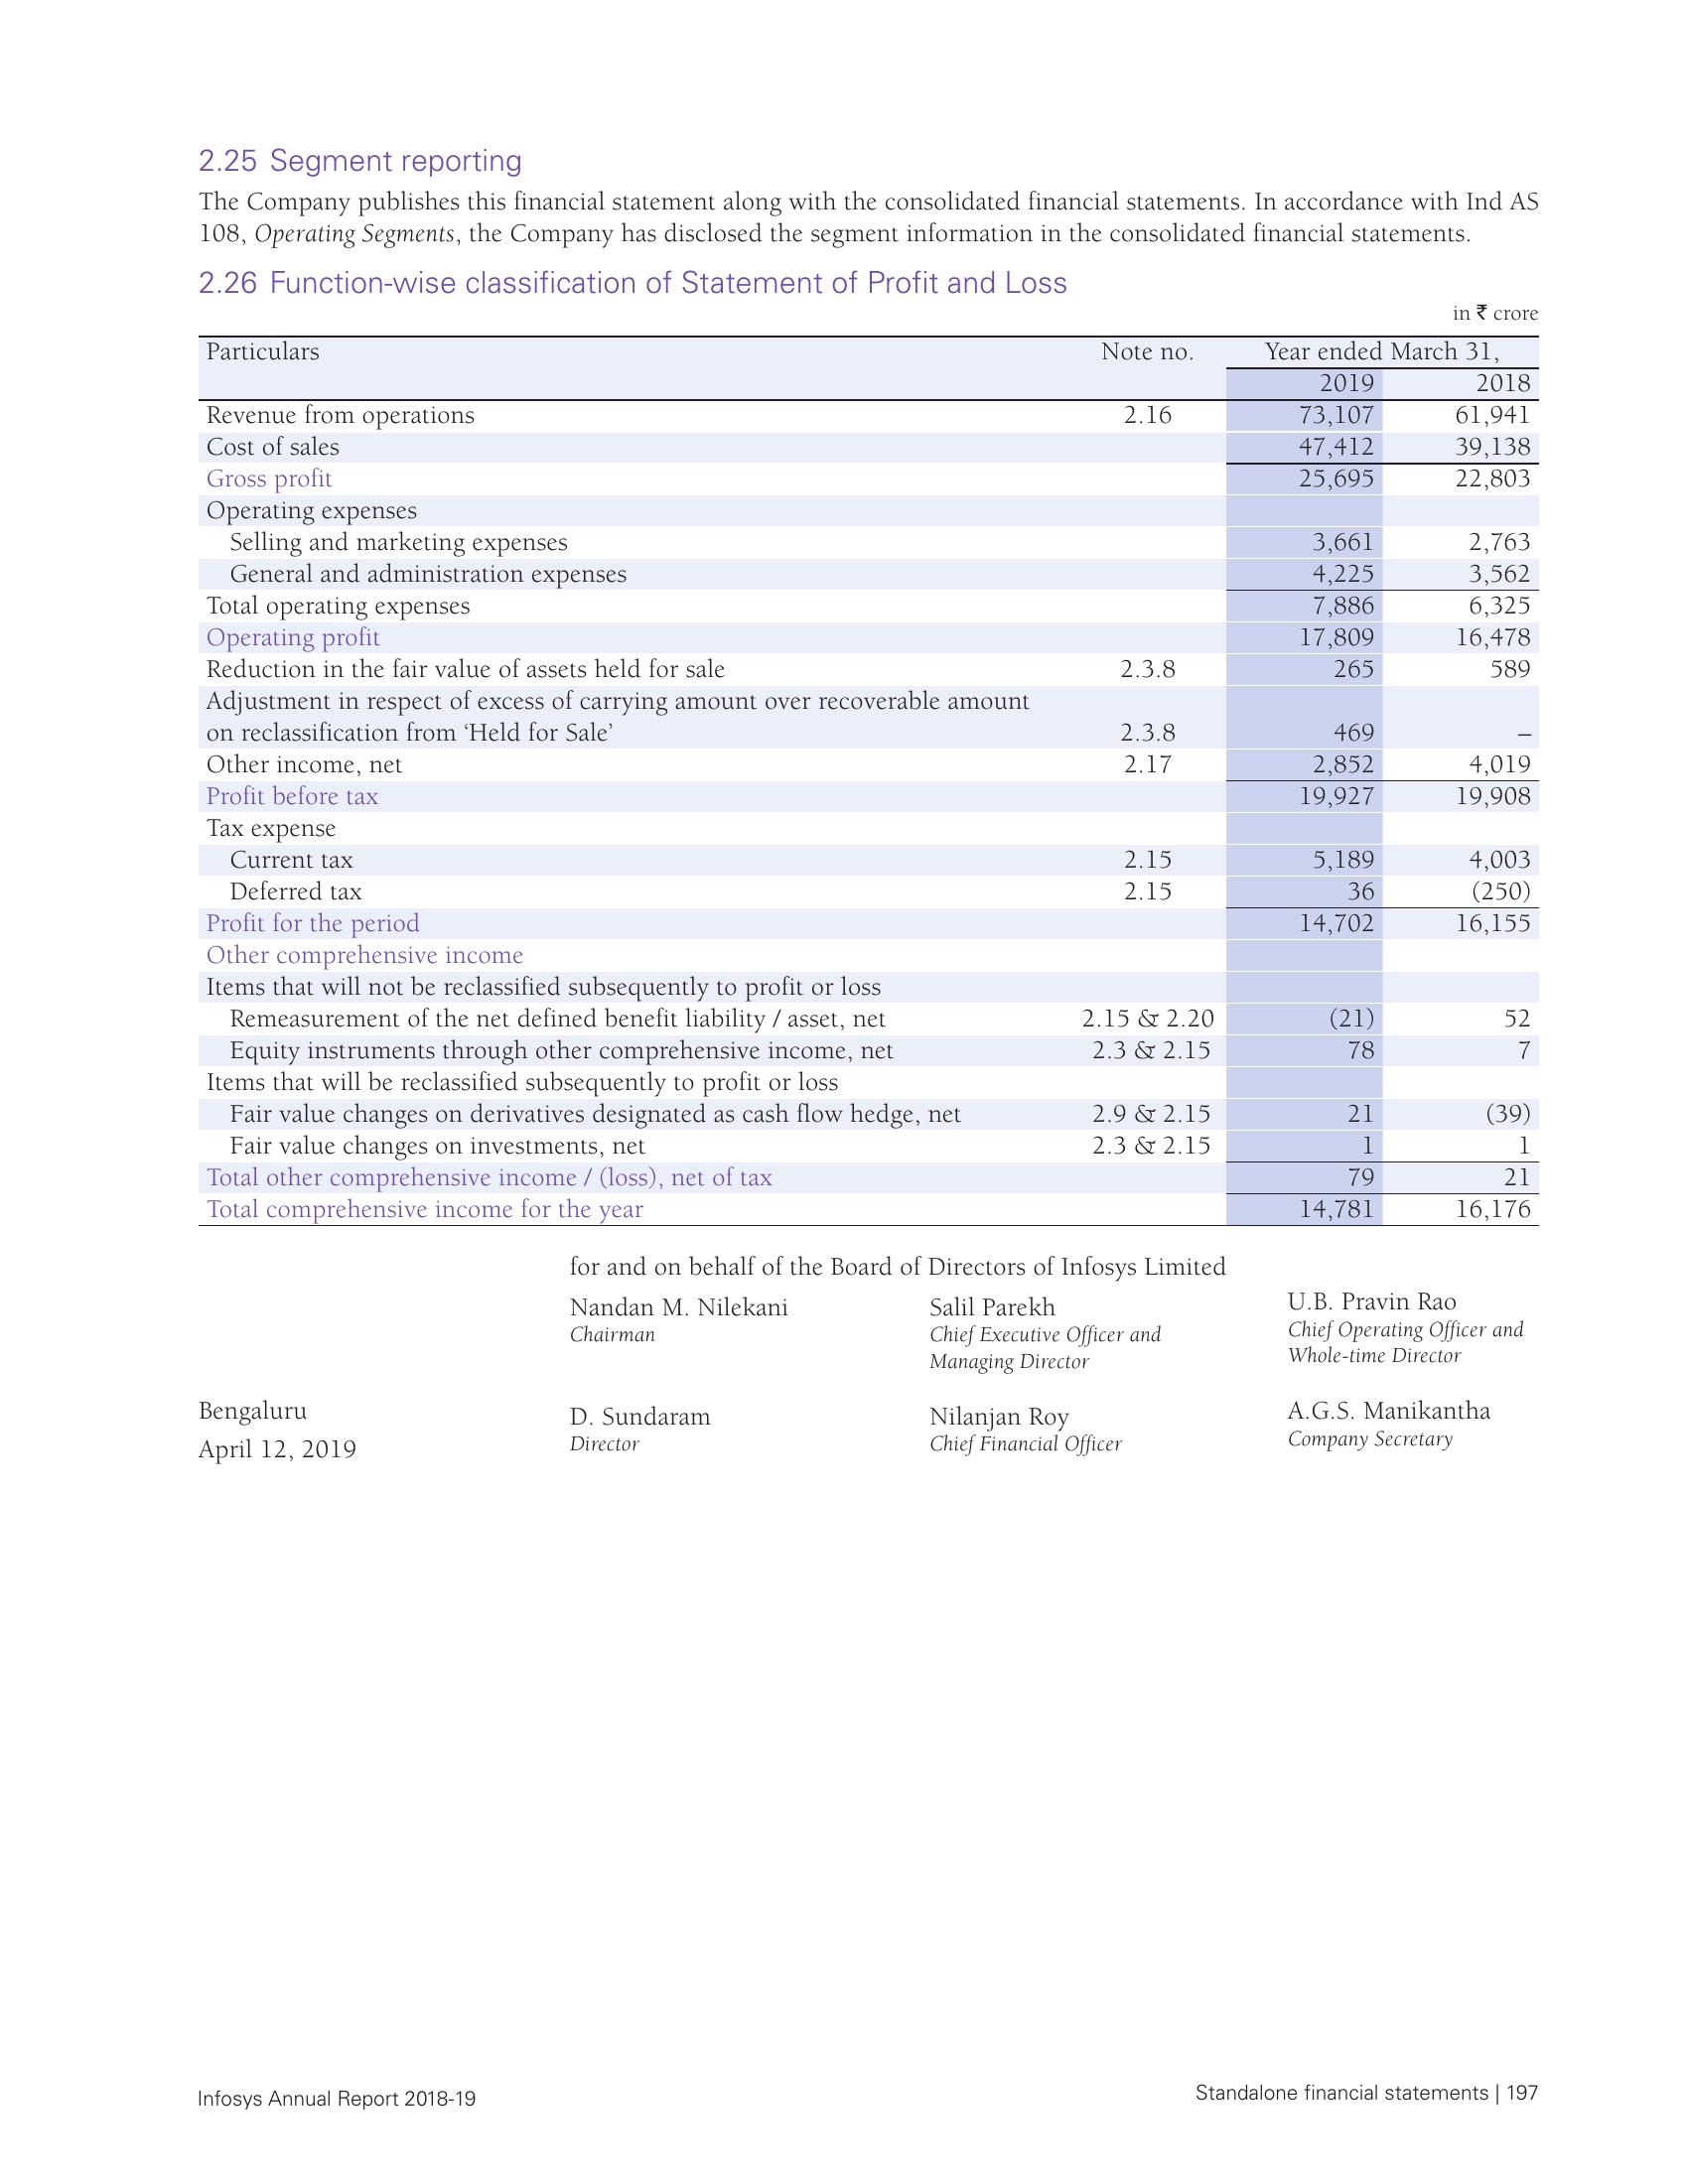 2.25 Segment reporting
The Company publishes this financial statement along with the consolidated financial statements. In accordance with Ind AS
108, Operating Segments, the Company has disclosed the segment information in the consolidated financial statements.
2.26 Function-wise classification of Statement of Profit and Loss
in ₹ crore
Particulars Note no. Year ended March 31,
2019 2018
Revenue from operations 2.16 73,107 61,941
Cost of sales 47,412 39,138
Gross profit 25,695 22,803
Operating expenses
Selling and marketing expenses 3,661 2,763
General and administration expenses 4,225 3,562
Total operating expenses 7,886 6,325
Operating profit 17,809 16,478
Reduction in the fair value of assets held for sale 2.3.8 265 589
Adjustment in respect of excess of carrying amount over recoverable amount
on reclassification from ‘Held for Sale’ 2.3.8 469 –
Other income, net 2.17 2,852 4,019
Profit before tax 19,927 19,908
Tax expense
Current tax 2.15 5,189 4,003
Deferred tax 2.15 36 (250)
Profit for the period 14,702 16,155
Other comprehensive income
Items that will not be reclassified subsequently to profit or loss
Remeasurement of the net defined benefit liability / asset, net 2.15 & 2.20 (21) 52
Equity instruments through other comprehensive income, net 2.3 & 2.15 78 7
Items that will be reclassified subsequently to profit or loss
Fair value changes on derivatives designated as cash flow hedge, net 2.9 & 2.15 21 (39)
Fair value changes on investments, net 2.3 & 2.15 1 1
Total other comprehensive income / (loss), net of tax 79 21
Total comprehensive income for the year 14,781 16,176
for and on behalf of the Board of Directors of Infosys Limited
Nandan M. Nilekani Salil Parekh U.B. Pravin Rao
Chairman Chief Executive Officer and Chief Operating Officer and
Managing Director Whole-time Director
Bengaluru D. Sundaram Nilanjan Roy A.G.S. Manikantha
April 12, 2019 Director Chief Financial Officer Company Secretary
Infosys Annual Report 2018-19 Standalone financial statements | 197